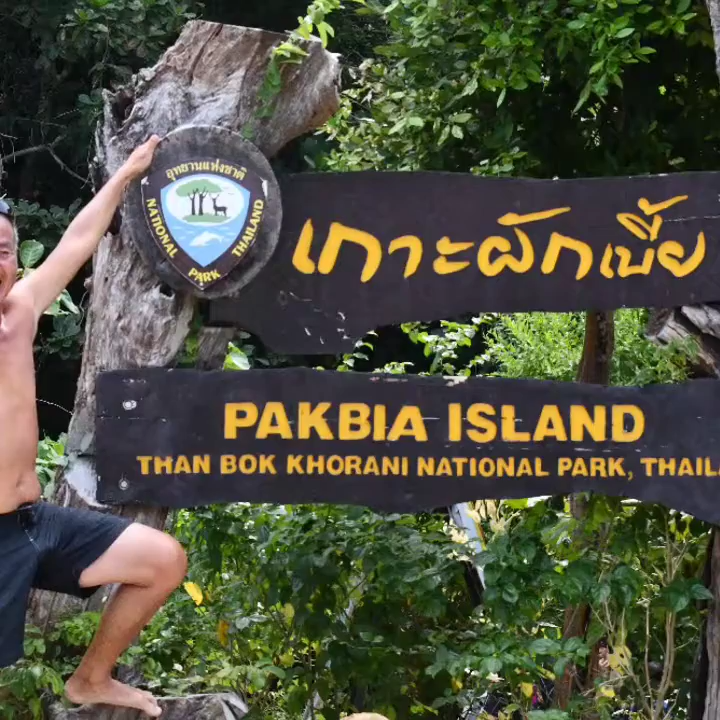 อุทยานแห่งชาติ
NATIONAL PARK THAILAND
เกาะผักเบี้ย
PAKBIA ISLAND
THAN BOK KHORANI NATIONAL PARK, THAILA